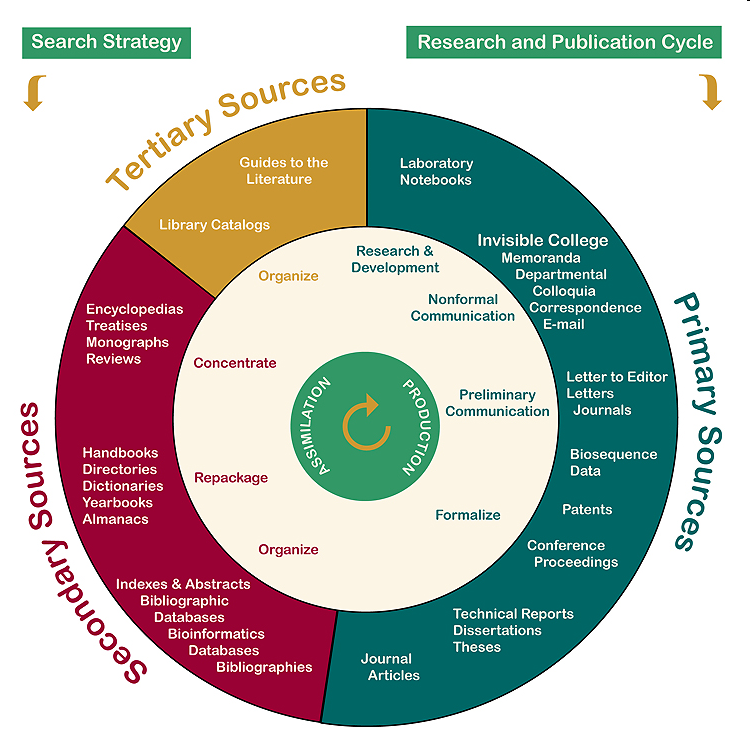 Search Strategy
Research and Publication Cycle
Tertiary Sources
Guides to the
Literature
Library Catalogs
Organize
Laboratory
Notebooks
Research &
Development
Invisible College
Memoranda
Departmental
Colloquia
Correspondence
E-mail
Nonformal
Communication
Primary Sources
Letter to Editor
Letters
Journals
Preliminary
Communication
Biosequence
Data
Patents
Conference
Proceedings
Formalize
Technical Reports
Dissertations
Theses
Journal
Articles
Secondary Sources
Encyclopedias
Treatises
Monographs
Reviews
Concentrate
Handbooks
Directories
Dictionaries
Yearbooks
Almanacs
Repackage
Organize
Indexes & Abstracts
Bibliographic
Databases
Bioinformatics
Databases
Bibliographies
ASSIMILATION
PRODUCTION